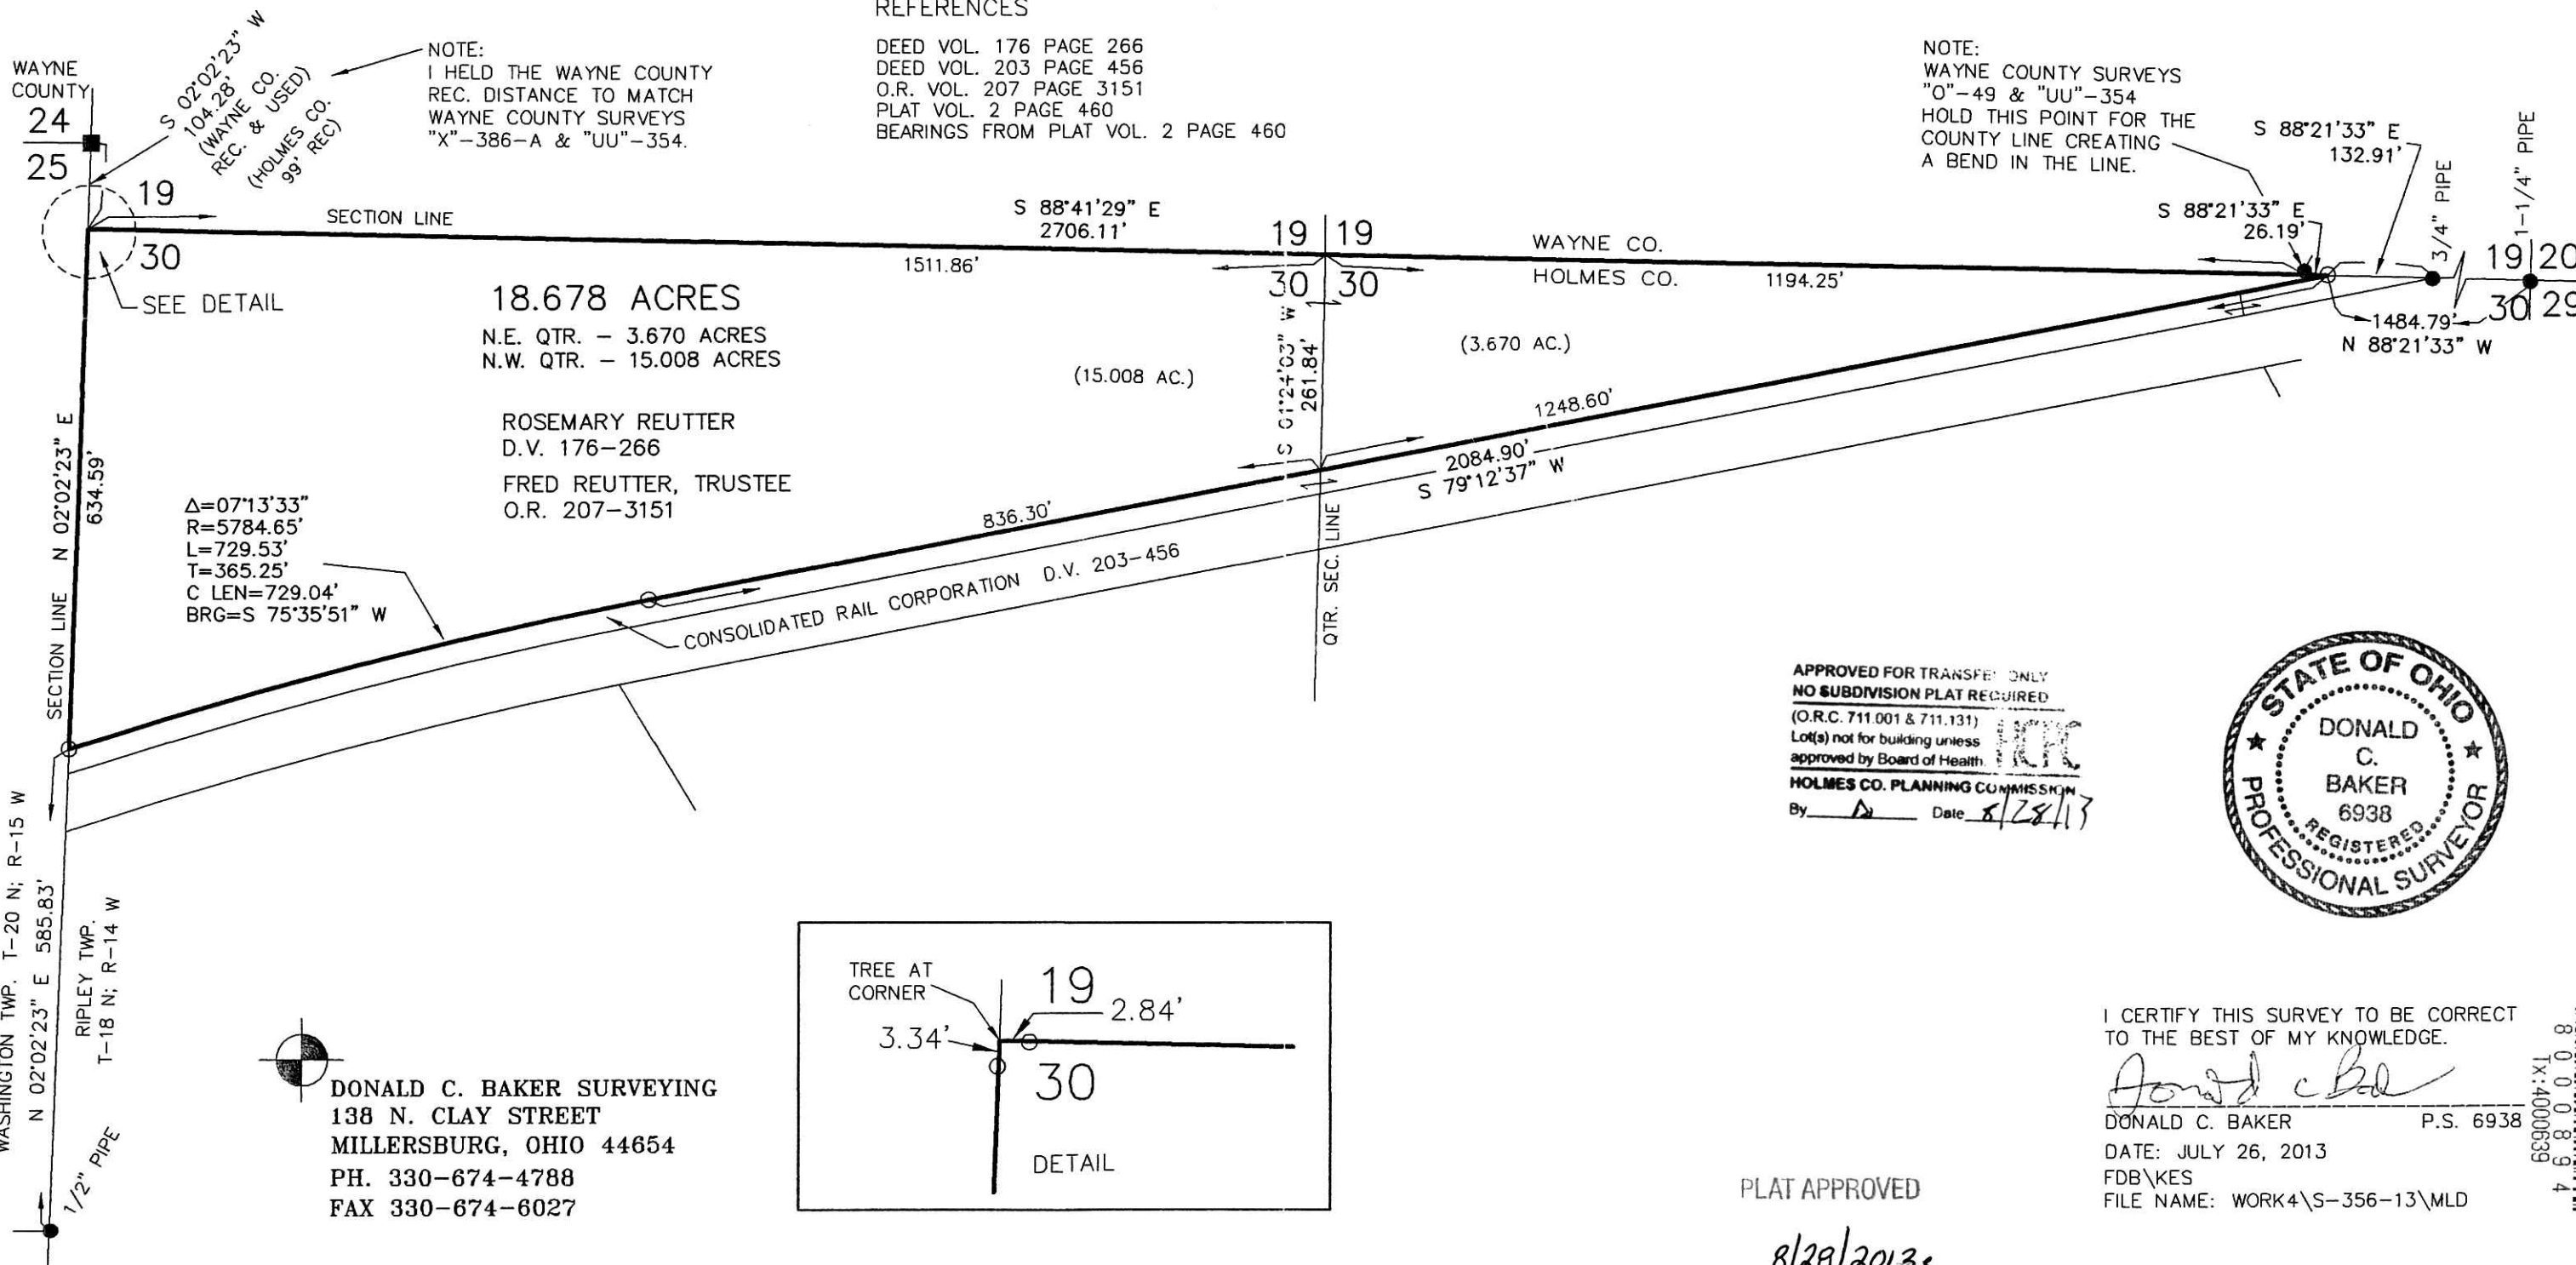 REFERENCES
DEED VOL. 176 PAGE 266
DEED VOL. 203 PAGE 456
O.R. VOL. 207 PAGE 3151
PLAT VOL. 2 PAGE 460
BEARINGS FROM PLAT VOL. 2 PAGE 460
WAYNE
COUNTY
24
25
S 02°02'23" W
104.28'
(WAYNE CO.
REC. & USED)
(HOLMES CO.
99' REC)
NOTE:
I HELD THE WAYNE COUNTY
REC. DISTANCE TO MATCH
WAYNE COUNTY SURVEYS
"X"-386-A & "UU"-354.
NOTE:
WAYNE COUNTY SURVEYS
"O"-49 & "UU"-354
HOLD THIS POINT FOR THE
COUNTY LINE CREATING
A BEND IN THE LINE.
S 88°21'33" E
132.91'
3/4" PIPE
1-1/4" PIPE
S 88°21'33" E
26.19'
19
30
SECTION LINE
SEE DETAIL
S 88°41'29" E
2706.11'
1511.86'
19 19
30 30
WAYNE CO.
HOLMES CO.
1194.25'
19 20
30 29
1484.79'
N 88°21'33" W
18.678 ACRES
N.E. QTR. - 3.670 ACRES
N.W. QTR. - 15.008 ACRES
(15.008 AC.)
(3.670 AC.)
S 01°24'03" W
261.84'
ROSEMARY REUTTER
D.V. 176-266
FRED REUTTER, TRUSTEE
O.R. 207-3151
SECTION LINE N 02°02'23" E
634.59'
Δ=07°13'33"
R=5784.65'
L=729.53'
T=365.25'
C LEN=729.04'
BRG=S 75°35'51" W
836.30'
1248.60'
2084.90'
S 79°12'37" W
CONSOLIDATED RAIL CORPORATION D.V. 203-456
QTR. SEC. LINE
APPROVED FOR TRANSFER ONLY
NO SUBDIVISION PLAT REQUIRED
(O.R.C. 711.001 & 711.131)
Lot(s) not for building unless
approved by Board of Health.
HCPC
HOLMES CO. PLANNING COMMISSION
By Date 8/28/13
STATE OF OHIO
DONALD
C.
BAKER
6938
REGISTERED
PROFESSIONAL SURVEYOR
WASHINGTON TWP. T-20 N; R-15 W
N 02°02'23" E 585.83'
RIPLEY TWP.
T-18 N; R-14 W
1/2" PIPE
DONALD C. BAKER SURVEYING
138 N. CLAY STREET
MILLERSBURG, OHIO 44654
PH. 330-674-4788
FAX 330-674-6027
TREE AT
CORNER
19
2.84'
3.34'
30
DETAIL
PLAT APPROVED
8/28/2013
I CERTIFY THIS SURVEY TO BE CORRECT
TO THE BEST OF MY KNOWLEDGE.
Donald C Bak
DONALD C. BAKER P.S. 6938
DATE: JULY 26, 2013
FDB\KES
FILE NAME: WORK4\S-356-13\MLD
8000894
Tx:4000639